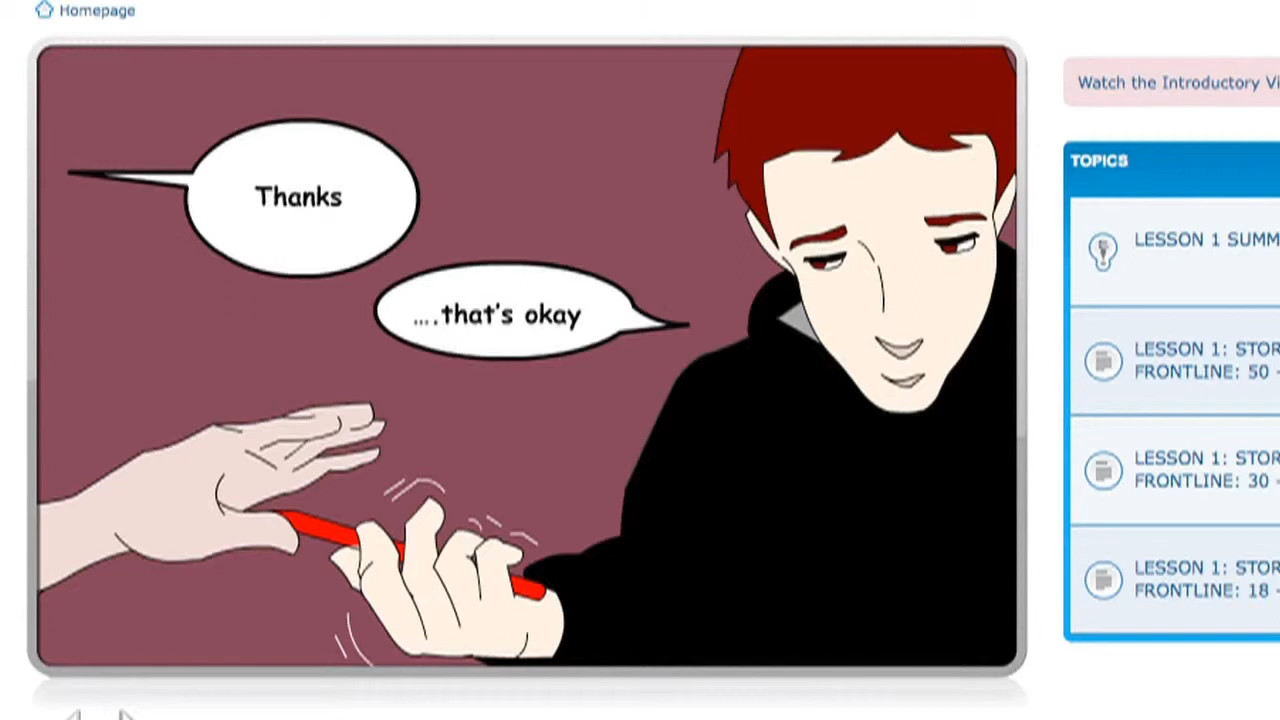 Homepage
Thanks
....that's okay
Watch the Introductory Vi
TOPICS
LESSON 1 SUMM
LESSON 1: STOR
FRONTLINE: 50 -
LESSON 1: STOR
FRONTLINE: 30 -
LESSON 1: STOR
FRONTLINE: 18 -